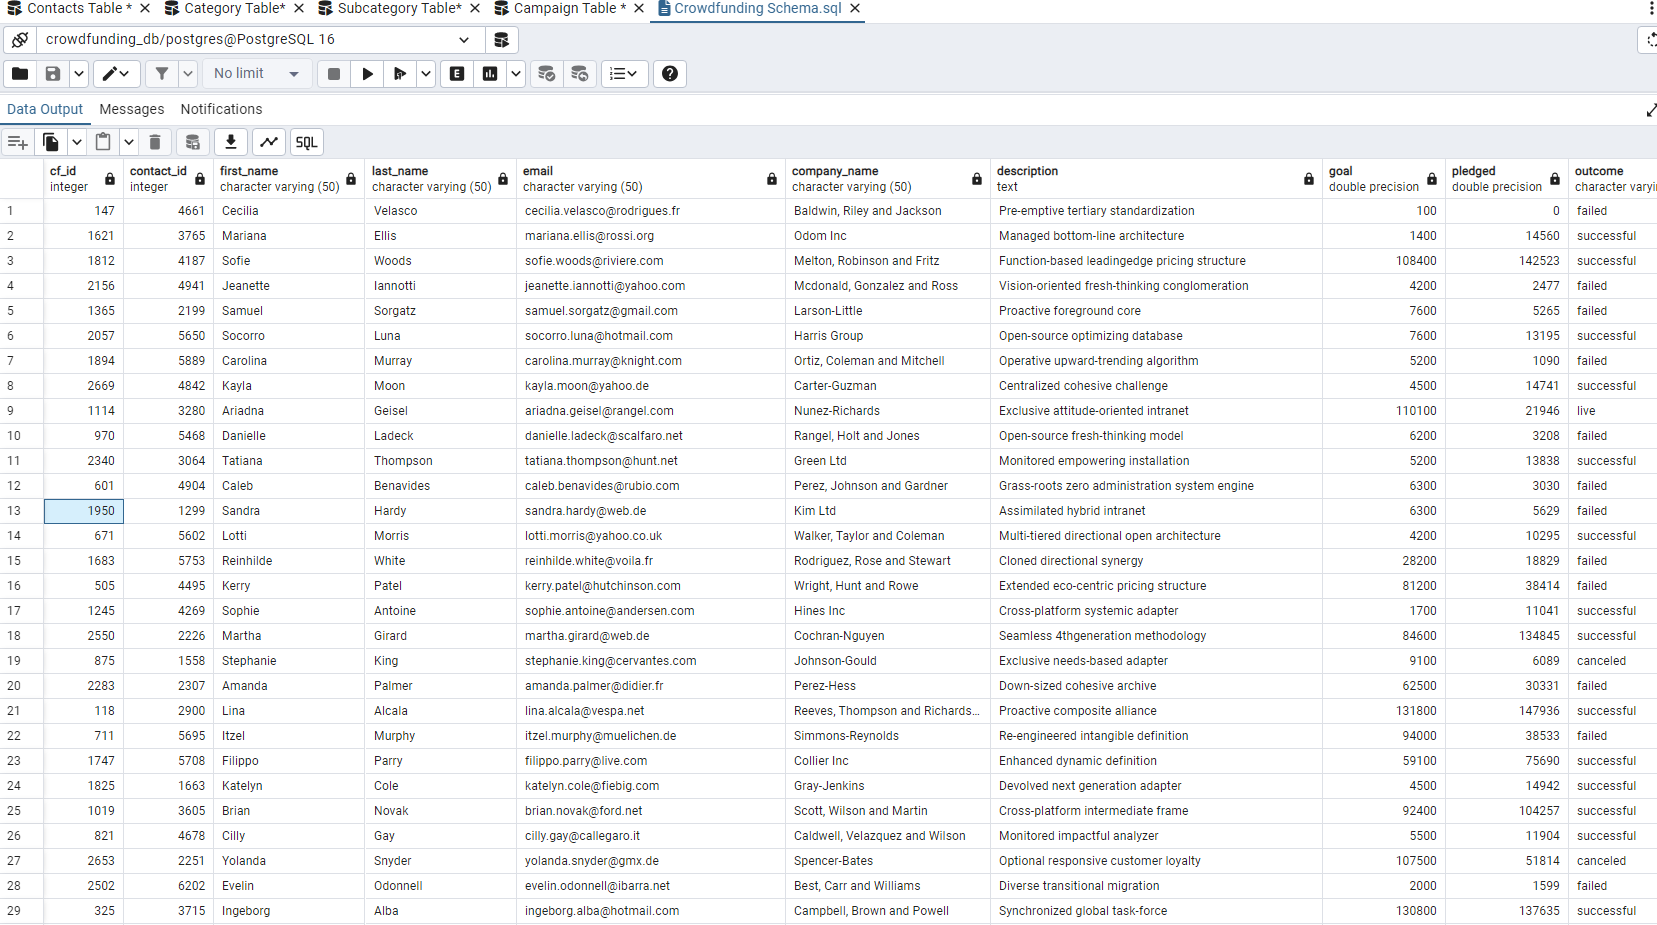 Contacts Table * Category Table* Subcategory Table* Campaign Table * Crowdfunding Schema.sql
crowdfunding_db/postgres@PostgreSQL 16
No limit E
Data Output Messages Notifications
SQL
cf_id contact_id first_name last_name email company_name description goal pledged outcome
integer integer character varying (50) character varying (50) character varying (50) character varying (50) text double precision double precision character varyi
1 147 4661 Cecilia Velasco cecilia.velasco@rodrigues.fr Baldwin, Riley and Jackson Pre-emptive tertiary standardization 100 0 failed
2 1621 3765 Mariana Ellis mariana.ellis@rossi.org Odom Inc Managed bottom-line architecture 1400 14560 successful
3 1812 4187 Sofie Woods sofie.woods@riviere.com Melton, Robinson and Fritz Function-based leadingedge pricing structure 108400 142523 successful
4 2156 4941 Jeanette Iannotti jeanette.iannotti@yahoo.com Mcdonald, Gonzalez and Ross Vision-oriented fresh-thinking conglomeration 4200 2477 failed
5 1365 2199 Samuel Sorgatz samuel.sorgatz@gmail.com Larson-Little Proactive foreground core 7600 5265 failed
6 2057 5650 Socorro Luna socorro.luna@hotmail.com Harris Group Open-source optimizing database 7600 13195 successful
7 1894 5889 Carolina Murray carolina.murray@knight.com Ortiz, Coleman and Mitchell Operative upward-trending algorithm 5200 1090 failed
8 2669 4842 Kayla Moon kayla.moon@yahoo.de Carter-Guzman Centralized cohesive challenge 4500 14741 successful
9 1114 3280 Ariadna Geisel ariadna.geisel@rangel.com Nunez-Richards Exclusive attitude-oriented intranet 110100 21946 live
10 970 5468 Danielle Ladeck danielle.ladeck@scalfaro.net Rangel, Holt and Jones Open-source fresh-thinking model 6200 3208 failed
11 2340 3064 Tatiana Thompson tatiana.thompson@hunt.net Green Ltd Monitored empowering installation 5200 13838 successful
12 601 4904 Caleb Benavides caleb.benavides@rubio.com Perez, Johnson and Gardner Grass-roots zero administration system engine 6300 3030 failed
13 1950 1299 Sandra Hardy sandra.hardy@web.de Kim Ltd Assimilated hybrid intranet 6300 5629 failed
14 671 5602 Lotti Morris lotti.morris@yahoo.co.uk Walker, Taylor and Coleman Multi-tiered directional open architecture 4200 10295 successful
15 1683 5753 Reinhilde White reinhilde.white@voila.fr Rodriguez, Rose and Stewart Cloned directional synergy 28200 18829 failed
16 505 4495 Kerry Patel kerry.patel@hutchinson.com Wright, Hunt and Rowe Extended eco-centric pricing structure 81200 38414 failed
17 1245 4269 Sophie Antoine sophie.antoine@andersen.com Hines Inc Cross-platform systemic adapter 1700 11041 successful
18 2550 2226 Martha Girard martha.girard@web.de Cochran-Nguyen Seamless 4thgeneration methodology 84600 134845 successful
19 875 1558 Stephanie King stephanie.king@cervantes.com Johnson-Gould Exclusive needs-based adapter 9100 6089 canceled
20 2283 2307 Amanda Palmer amanda.palmer@didier.fr Perez-Hess Down-sized cohesive archive 62500 30331 failed
21 118 2900 Lina Alcala lina.alcala@vespa.net Reeves, Thompson and Richards... Proactive composite alliance 131800 147936 successful
22 711 5695 Itzel Murphy itzel.murphy@muelichen.de Simmons-Reynolds Re-engineered intangible definition 94000 38533 failed
23 1747 5708 Filippo Parry filippo.parry@live.com Collier Inc Enhanced dynamic definition 59100 75690 successful
24 1825 1663 Katelyn Cole katelyn.cole@fiebig.com Gray-Jenkins Devolved next generation adapter 4500 14942 successful
25 1019 3605 Brian Novak brian.novak@ford.net Scott, Wilson and Martin Cross-platform intermediate frame 92400 104257 successful
26 821 4678 Cilly Gay cilly.gay@callegaro.it Caldwell, Velazquez and Wilson Monitored impactful analyzer 5500 11904 successful
27 2653 2251 Yolanda Snyder yolanda.snyder@gmx.de Spencer-Bates Optional responsive customer loyalty 107500 51814 canceled
28 2502 6202 Evelin Odonnell evelin.odonnell@ibarra.net Best, Carr and Williams Diverse transitional migration 2000 1599 failed
29 325 3715 Ingeborg Alba ingeborg.alba@hotmail.com Campbell, Brown and Powell Synchronized global task-force 130800 137635 successful